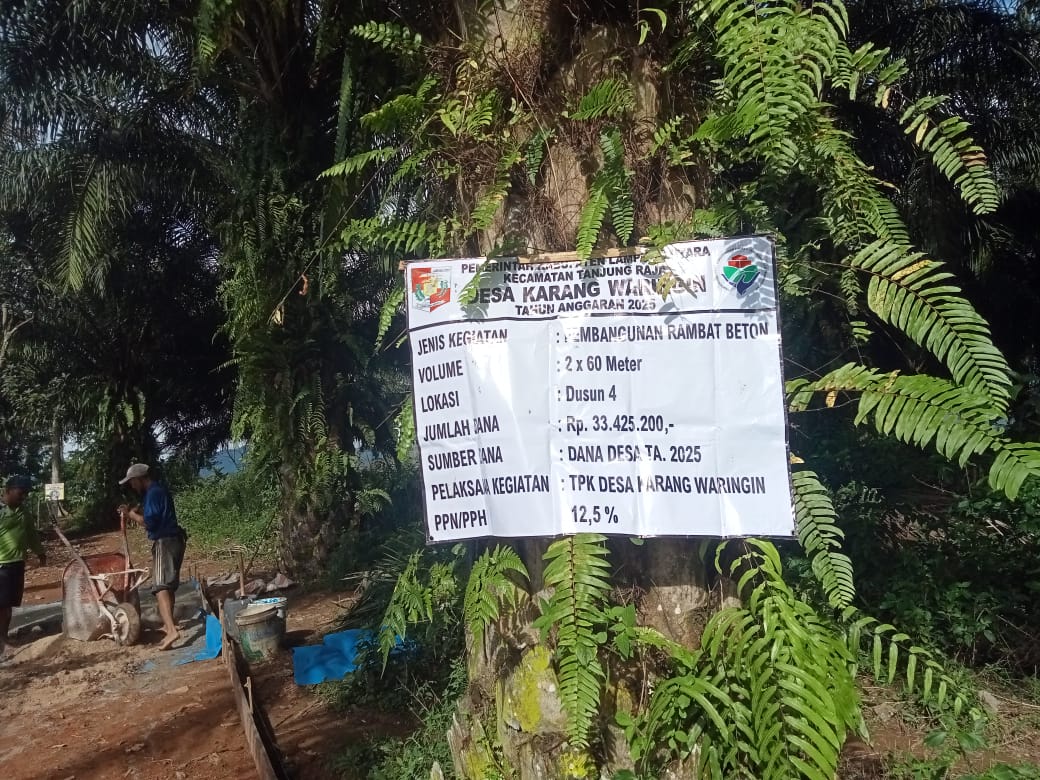 PEMERINTAH KABUPATEN LAMPUNG UTARA
KECAMATAN TANJUNG RAJA
DESA KARANG WARINGIN
TAHUN ANGGARAN 2025
JENIS KEGIATAN : PEMBANGUNAN RAMBAT BETON
VOLUME : 2 x 60 Meter
LOKASI : Dusun 4
JUMLAH DANA : Rp. 33.425.200,-
SUMBER DANA : DANA DESA TA. 2025
PELAKSANA KEGIATAN : TPK DESA KARANG WARINGIN
PPN/PPH 12,5 %